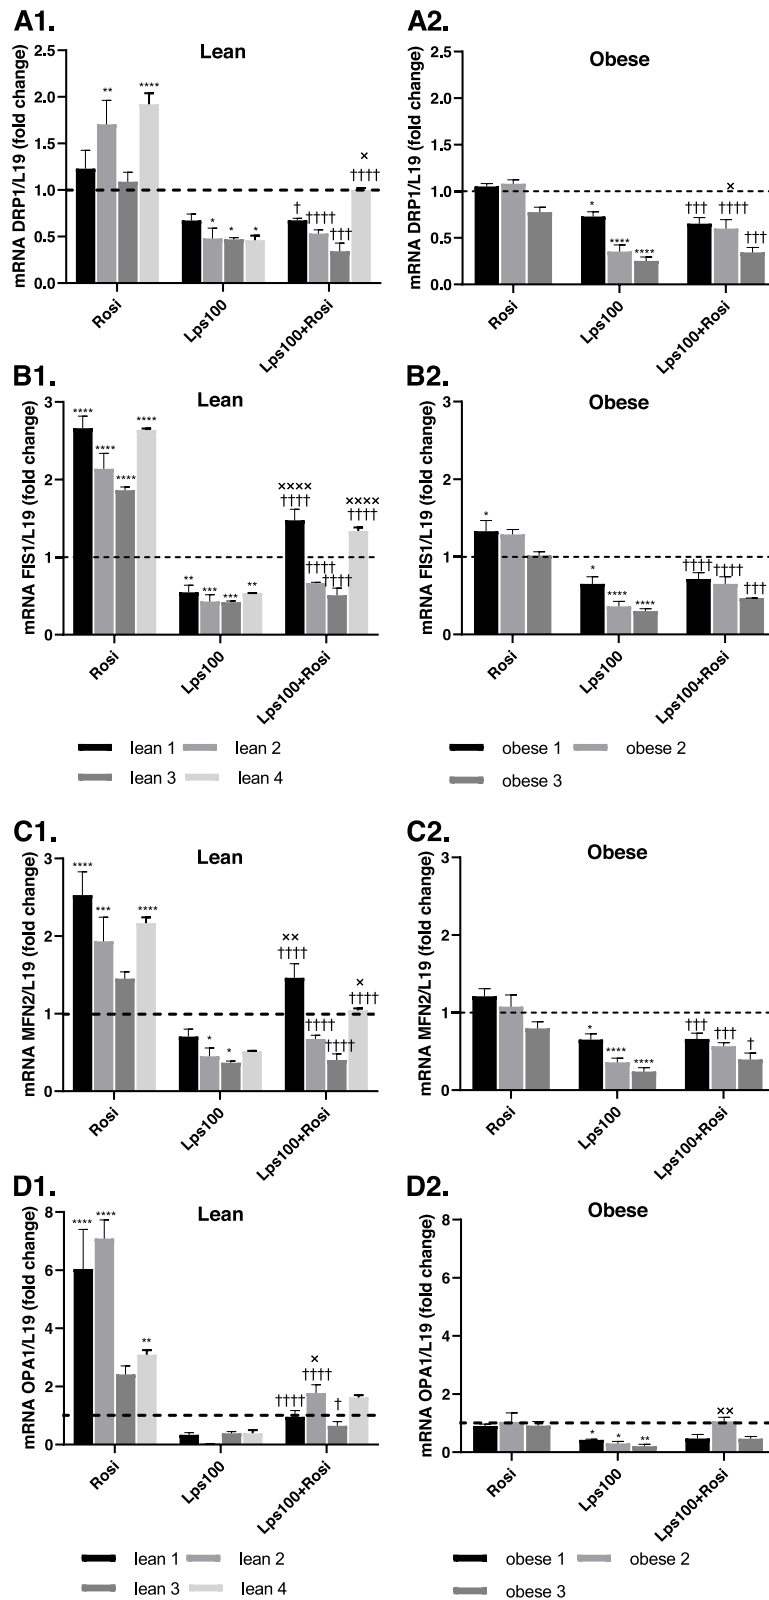 A1.
Lean
mRNA DRP1/L19 (fold change)
2.5
2.0
1.5
1.0
0.5
0.0
**
****
*
*
*
†
††††
†††
×
††††
Rosi
Lps100
Lps100+Rosi
A2.
Obese
mRNA DRP1/L19 (fold change)
2.5
2.0
1.5
1.0
0.5
0.0
*
****
****
†††
×
††††
†††
Rosi
Lps100
Lps100+Rosi
B1.
Lean
mRNA FIS1/L19 (fold change)
3
2
1
0
****
****
****
****
**
***
***
**
××××
††††
††††
††††
××××
††††
Rosi
Lps100
Lps100+Rosi
lean 1
lean 2
lean 3
lean 4
B2.
Obese
mRNA FIS1/L19 (fold change)
3
2
1
0
*
*
****
****
††††
††††
†††
Rosi
Lps100
Lps100+Rosi
obese 1
obese 2
obese 3
C1.
Lean
mRNA MFN2/L19 (fold change)
3
2
1
0
****
***
****
*
*
××
††††
††††
††††
×
††††
Rosi
Lps100
Lps100+Rosi
C2.
Obese
mRNA MFN2/L19 (fold change)
3
2
1
0
*
****
****
†††
†††
†
Rosi
Lps100
Lps100+Rosi
D1.
Lean
mRNA OPA1/L19 (fold change)
8
6
4
2
0
****
****
**
††††
×
††††
†
Rosi
Lps100
Lps100+Rosi
lean 1
lean 2
lean 3
lean 4
D2.
Obese
mRNA OPA1/L19 (fold change)
8
6
4
2
0
*
*
**
××
Rosi
Lps100
Lps100+Rosi
obese 1
obese 2
obese 3